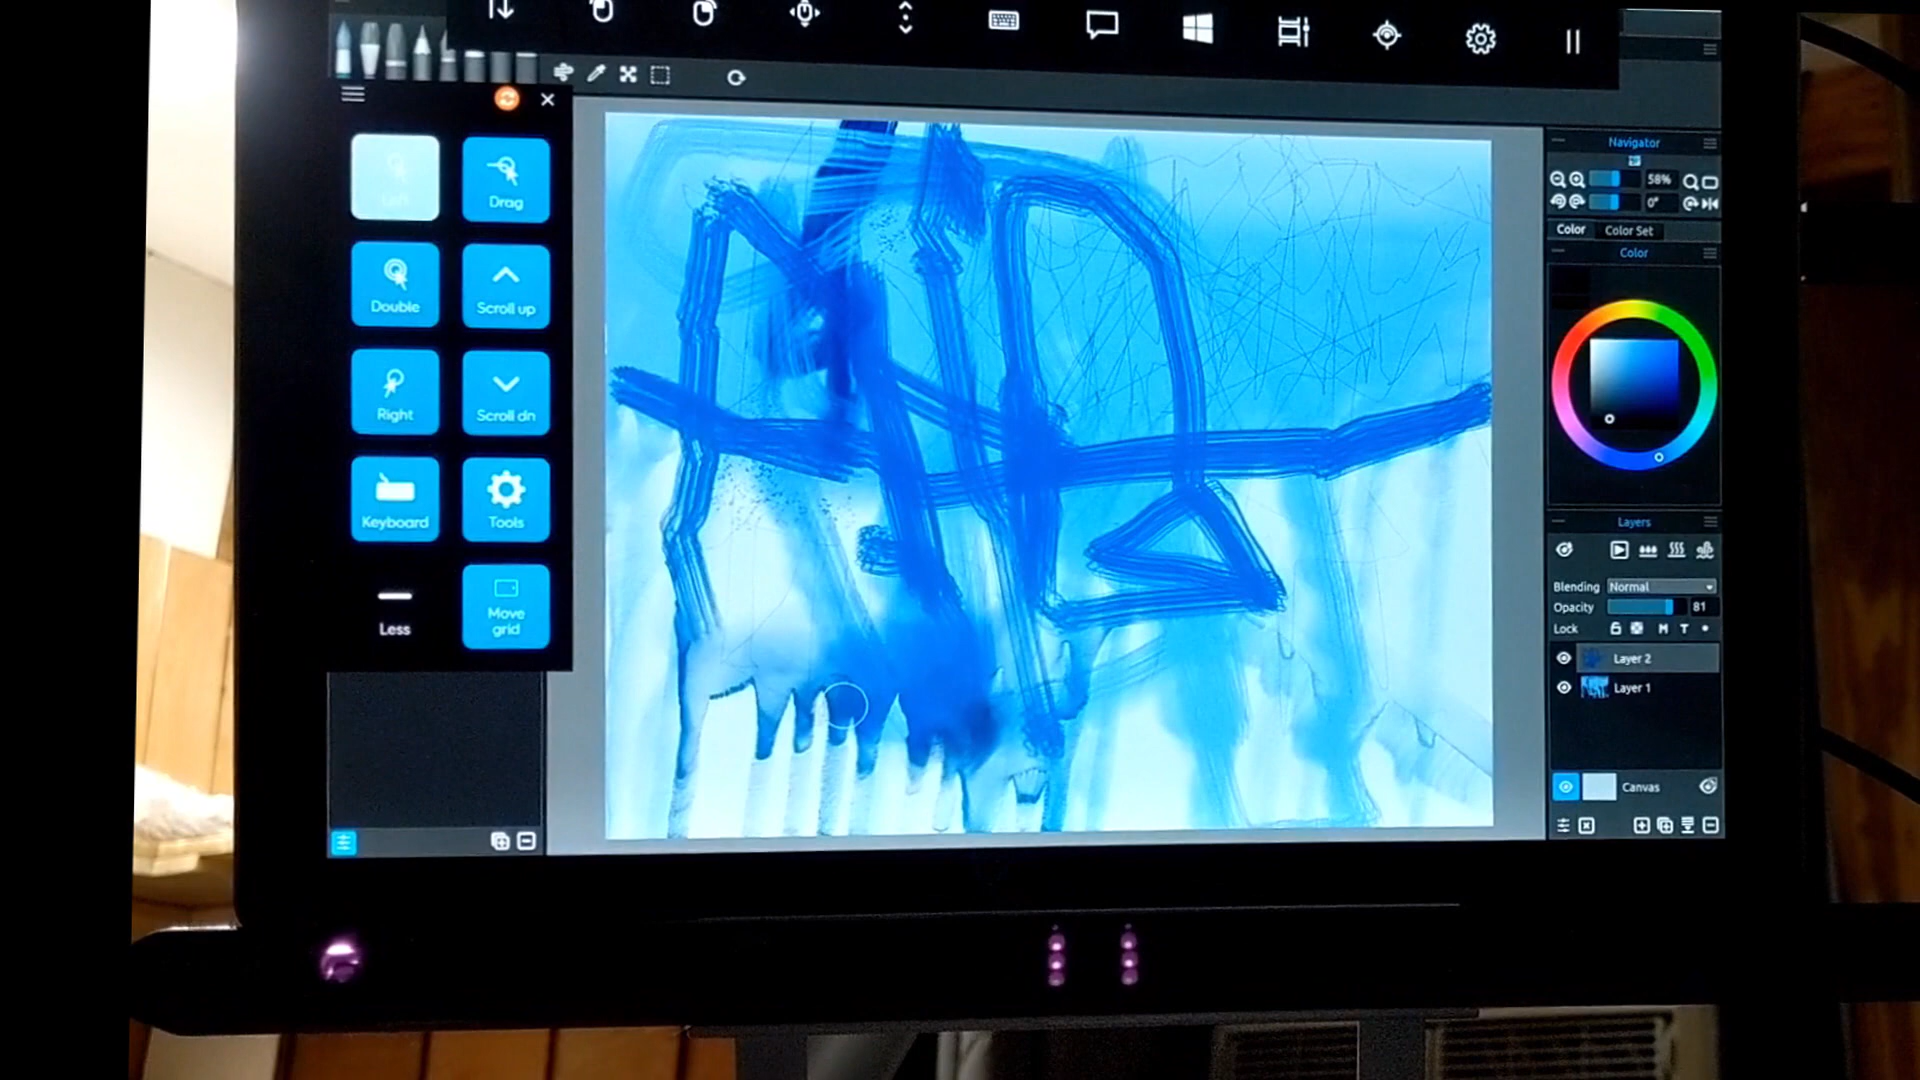 Left
Drag
Double
Scroll up
Right
Scroll dn
Keyboard
Tools
Less
Move
grid
Navigator
58%
0°
Color
Color Set
Color
Layers
Blending
Normal
Opacity
81
Lock
M
T
Layer 2
Layer 1
Canvas